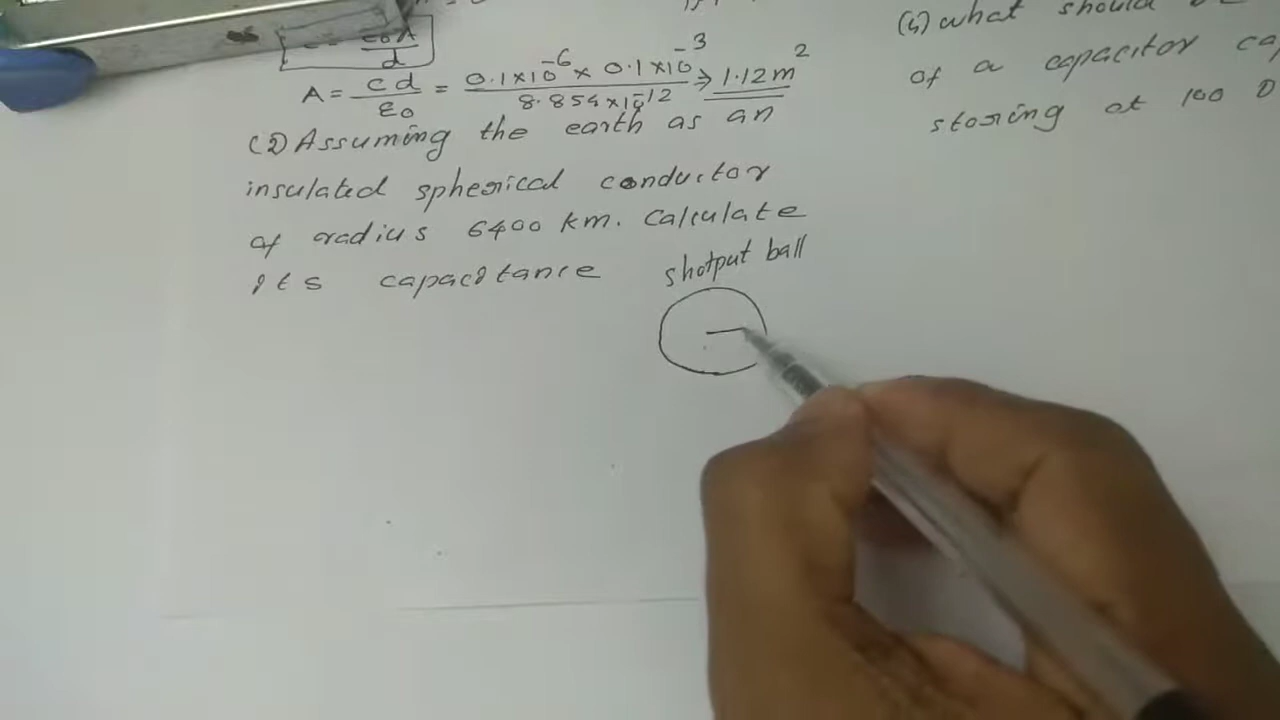 ε0A
d
A = cd / ε0 = 0.1×10^-6 × 0.1×10^-3 / 8.854×10^-12 ⇒ 1.12m^2
(2) Assuming the earth as an
insulated spherical conductor
of radius 6400 km. Calculate
its capacitance
shotput ball
(4) what should
of a capacitor
storing at 100